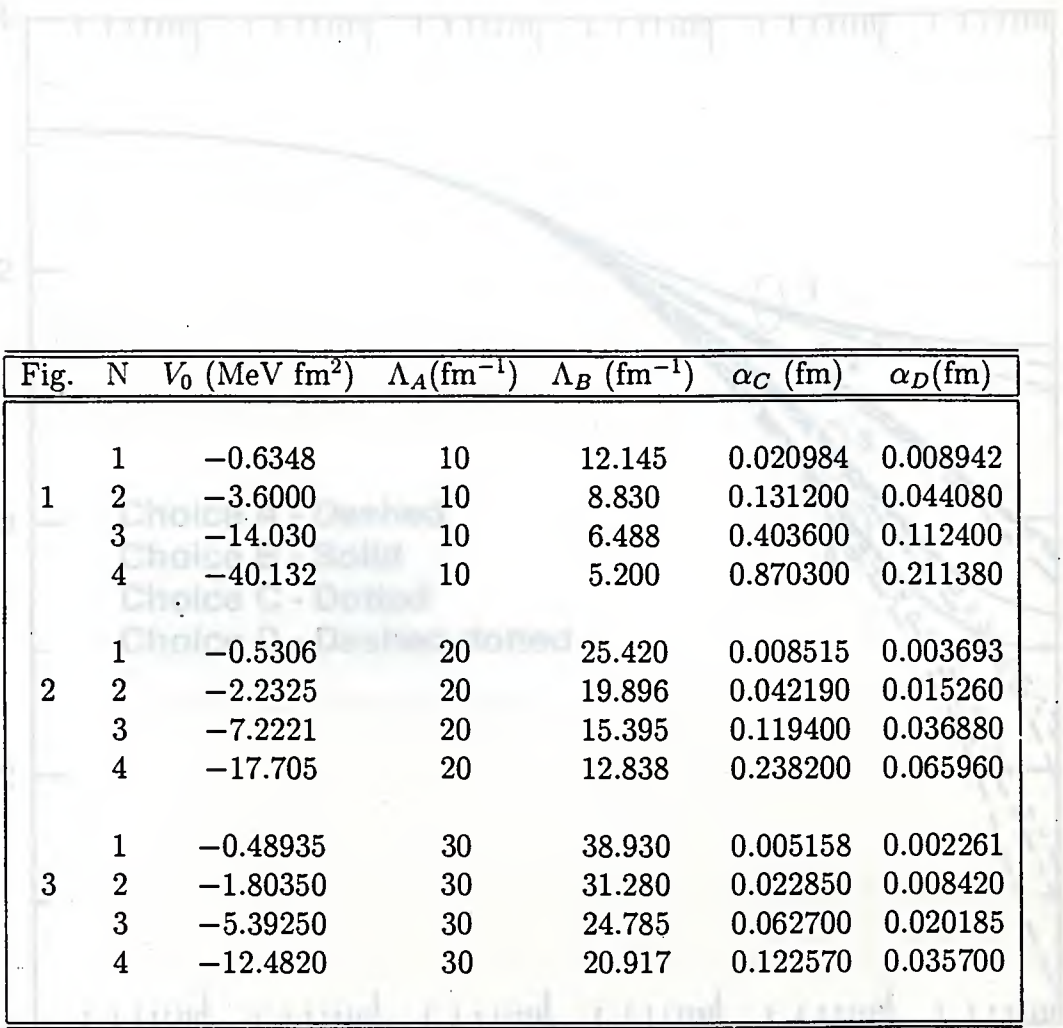 Fig. N V₀ (MeV fm²) Λ_A(fm⁻¹) Λ_B (fm⁻¹) α_C (fm) α_D(fm)
1 −0.6348 10 12.145 0.020984 0.008942
1 2 −3.6000 10 8.830 0.131200 0.044080
3 −14.030 10 6.488 0.403600 0.112400
4 −40.132 10 5.200 0.870300 0.211380
1 −0.5306 20 25.420 0.008515 0.003693
2 2 −2.2325 20 19.896 0.042190 0.015260
3 −7.2221 20 15.395 0.119400 0.036880
4 −17.705 20 12.838 0.238200 0.065960
1 −0.48935 30 38.930 0.005158 0.002261
3 2 −1.80350 30 31.280 0.022850 0.008420
3 −5.39250 30 24.785 0.062700 0.020185
4 −12.4820 30 20.917 0.122570 0.035700
Choice A - Dashed
Choice B - Solid
Choice C - Dotted
Choice D - Dashed dotted